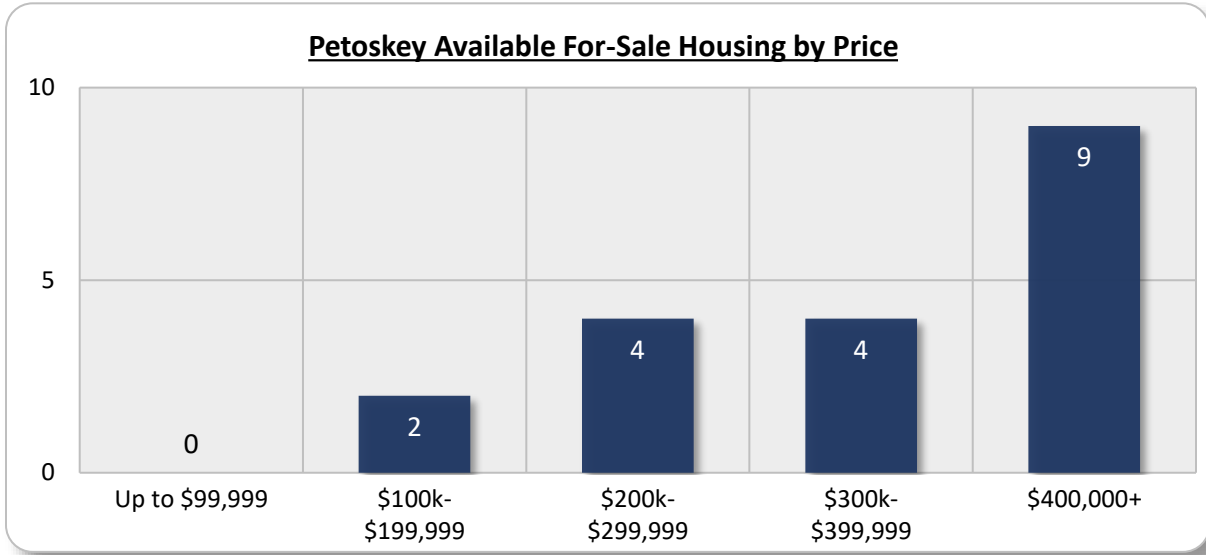 Petoskey Available For-Sale Housing by Price
10
5
0
0
2
4
4
9
Up to $99,999
$100k-
$199,999
$200k-
$299,999
$300k-
$399,999
$400,000+